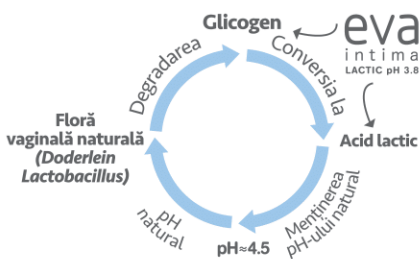 Glicogen
eva
intima
LACTIC pH 3.8
Degradarea
Conversia la
Floră
vaginală naturală
(Doderlein
Lactobacillus)
Acid lactic
pH
natural
pH≈4.5
Menținerea
pH-ului natural